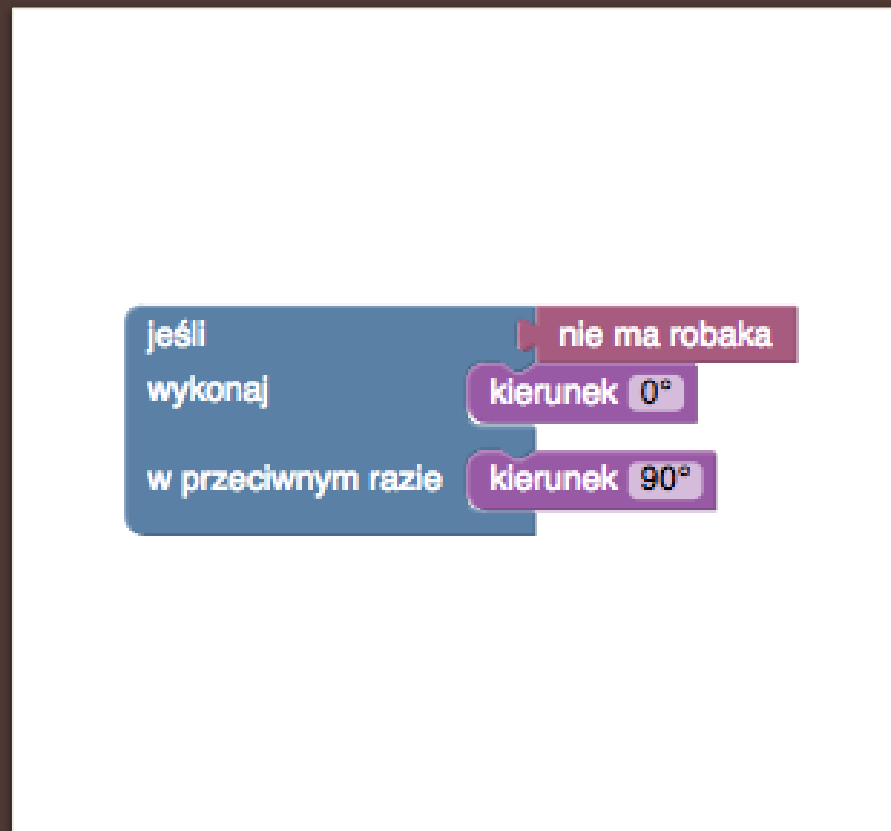 jeśli nie ma robaka
wykonaj kierunek 0°
w przeciwnym razie kierunek 90°